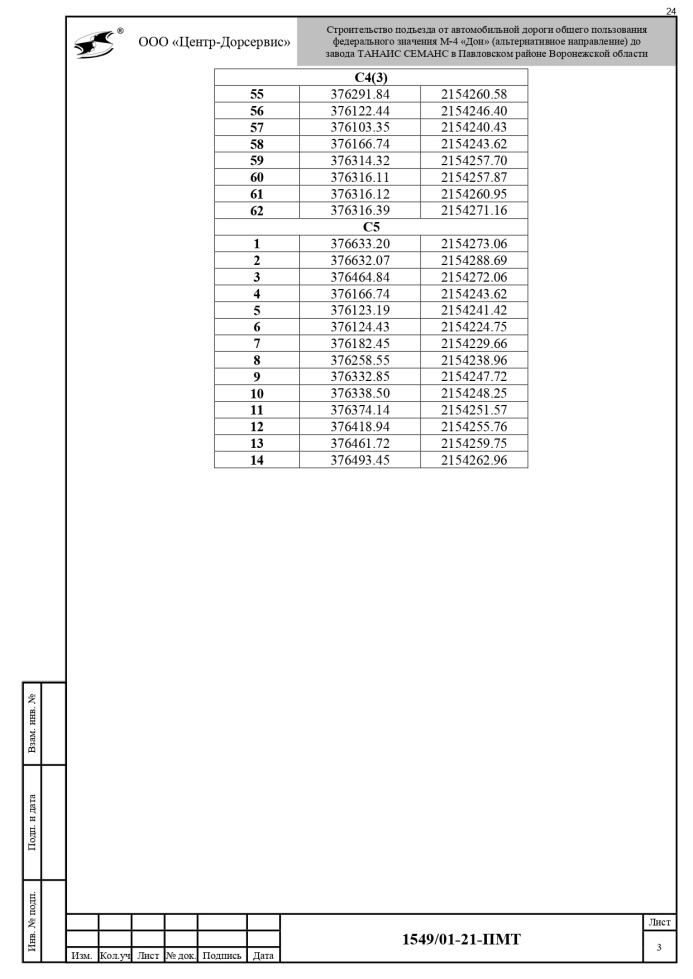 24
®
ООО «Центр-Дорсервис»
Строительство подъезда от автомобильной дороги общего пользования
федерального значения М-4 «Дон» (альтернативное направление) до
завода ТАНАИС СЕМАНС в Павловском районе Воронежской области
С4(3)
55 376291.84 2154260.58
56 376122.44 2154246.40
57 376103.35 2154240.43
58 376166.74 2154243.62
59 376314.32 2154257.70
60 376316.11 2154257.87
61 376316.12 2154260.95
62 376316.39 2154271.16
С5
1 376633.20 2154273.06
2 376632.07 2154288.69
3 376464.84 2154272.06
4 376166.74 2154243.62
5 376123.19 2154241.42
6 376124.43 2154224.75
7 376182.45 2154229.66
8 376258.55 2154238.96
9 376332.85 2154247.72
10 376338.50 2154248.25
11 376374.14 2154251.57
12 376418.94 2154255.76
13 376461.72 2154259.75
14 376493.45 2154262.96
Взам. инв. №
Подп. и дата
Инв. № подп.
Изм. Кол.уч Лист № док. Подпись Дата
1549/01-21-ПМТ
Лист
3